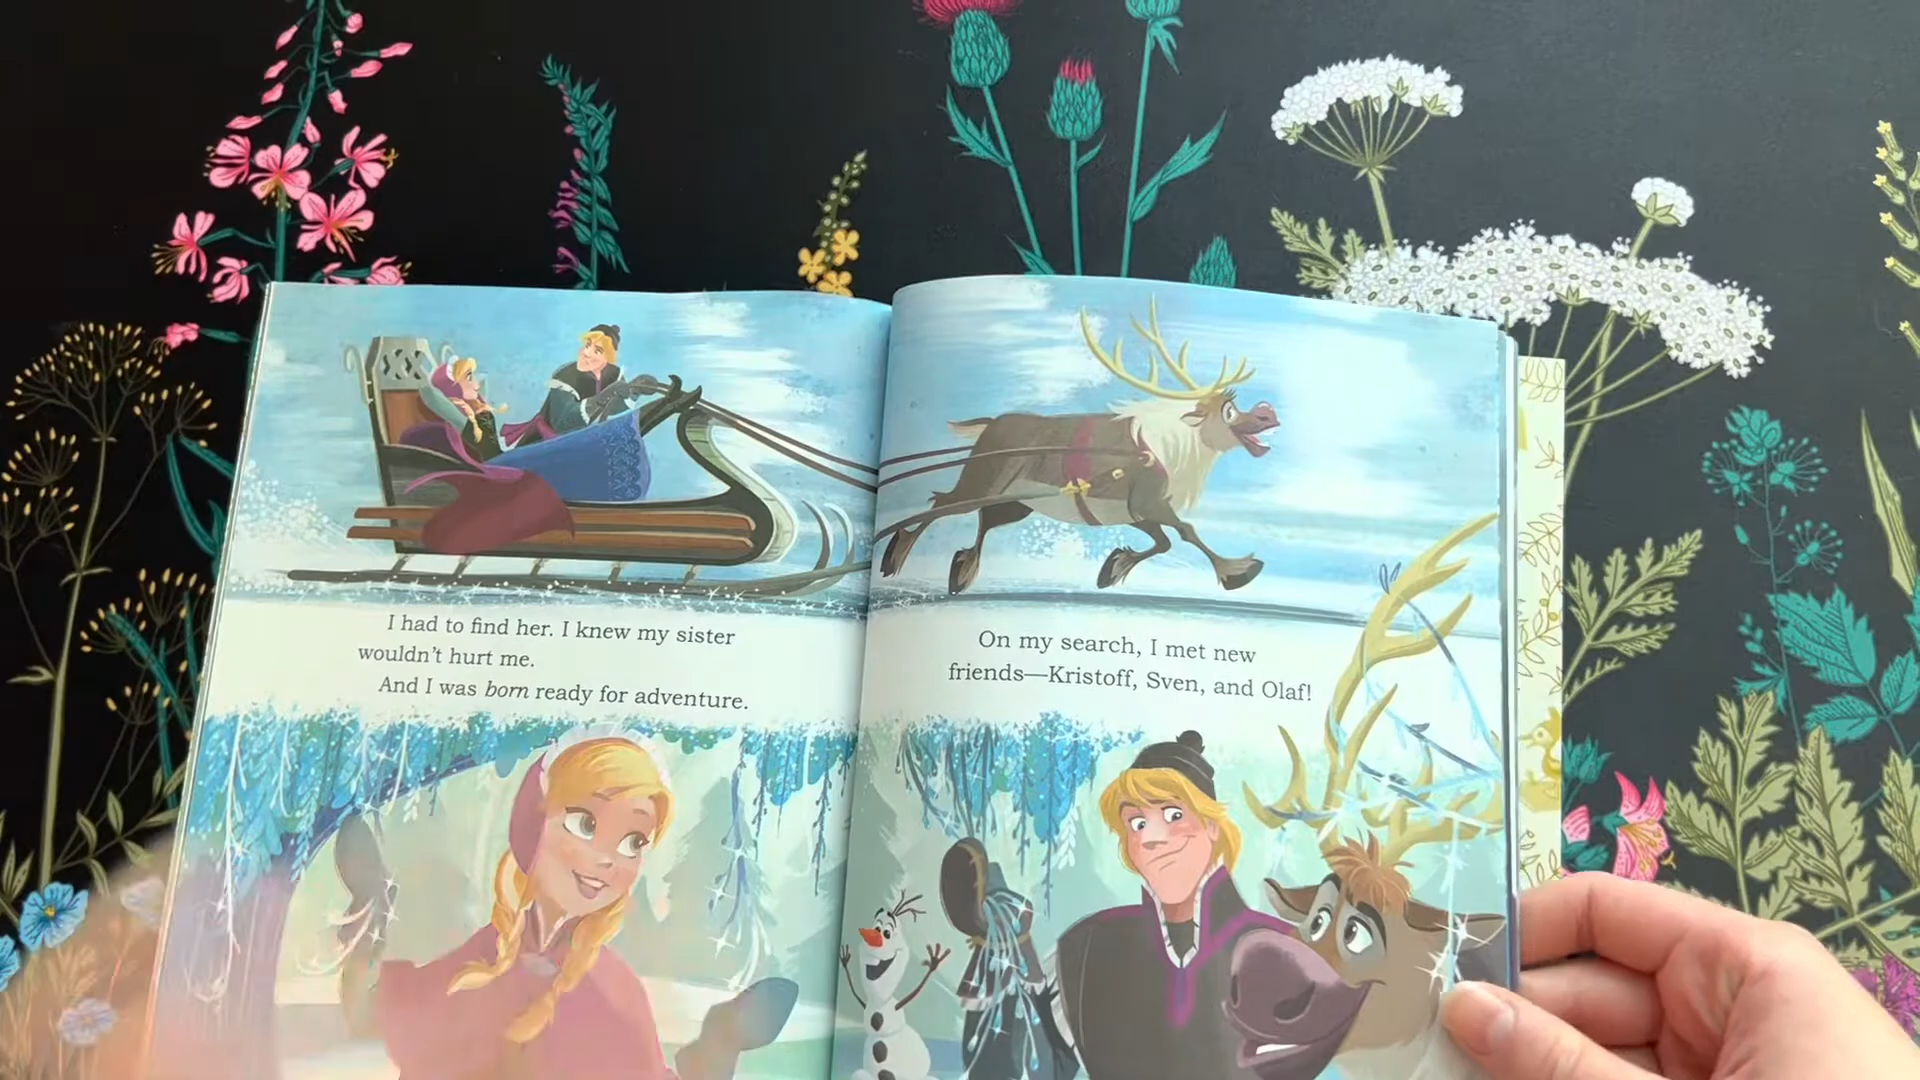 I had to find her. I knew my sister
wouldn't hurt me.
And I was born ready for adventure.
On my search, I met new
friends—Kristoff, Sven, and Olaf!